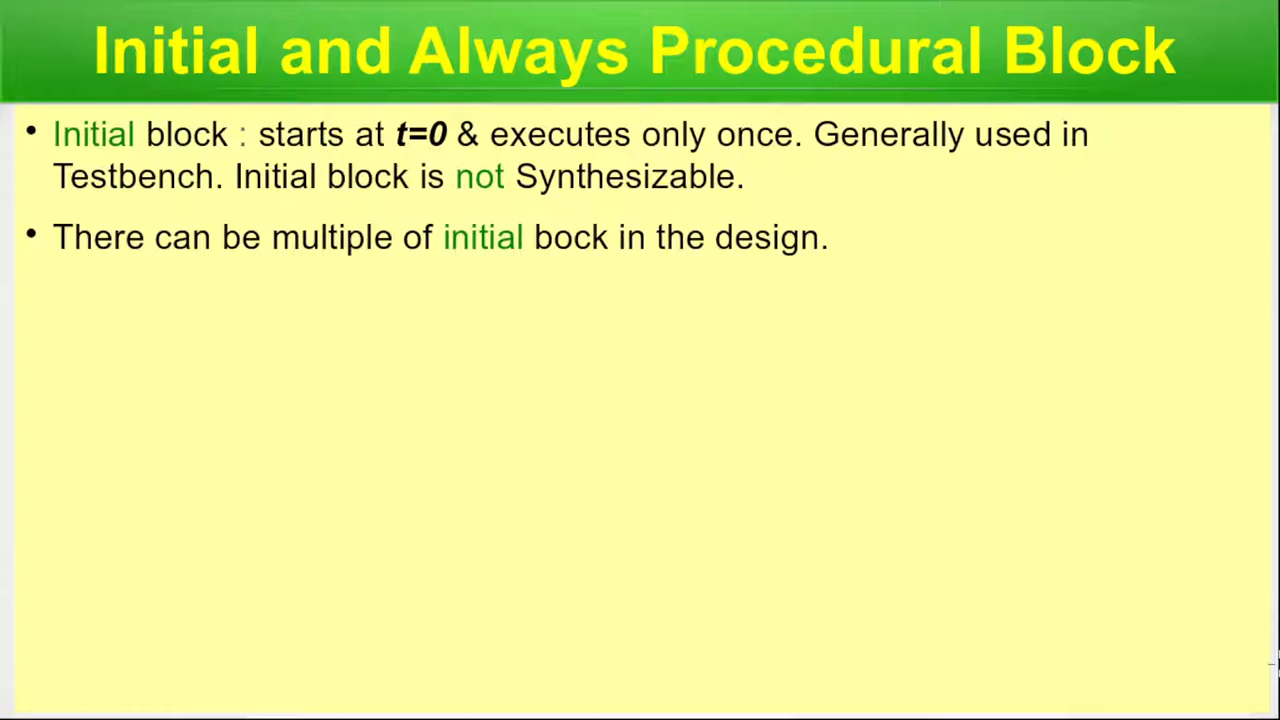 Initial and Always Procedural Block
• Initial block : starts at t=0 & executes only once. Generally used in
Testbench. Initial block is not Synthesizable.
• There can be multiple of initial bock in the design.